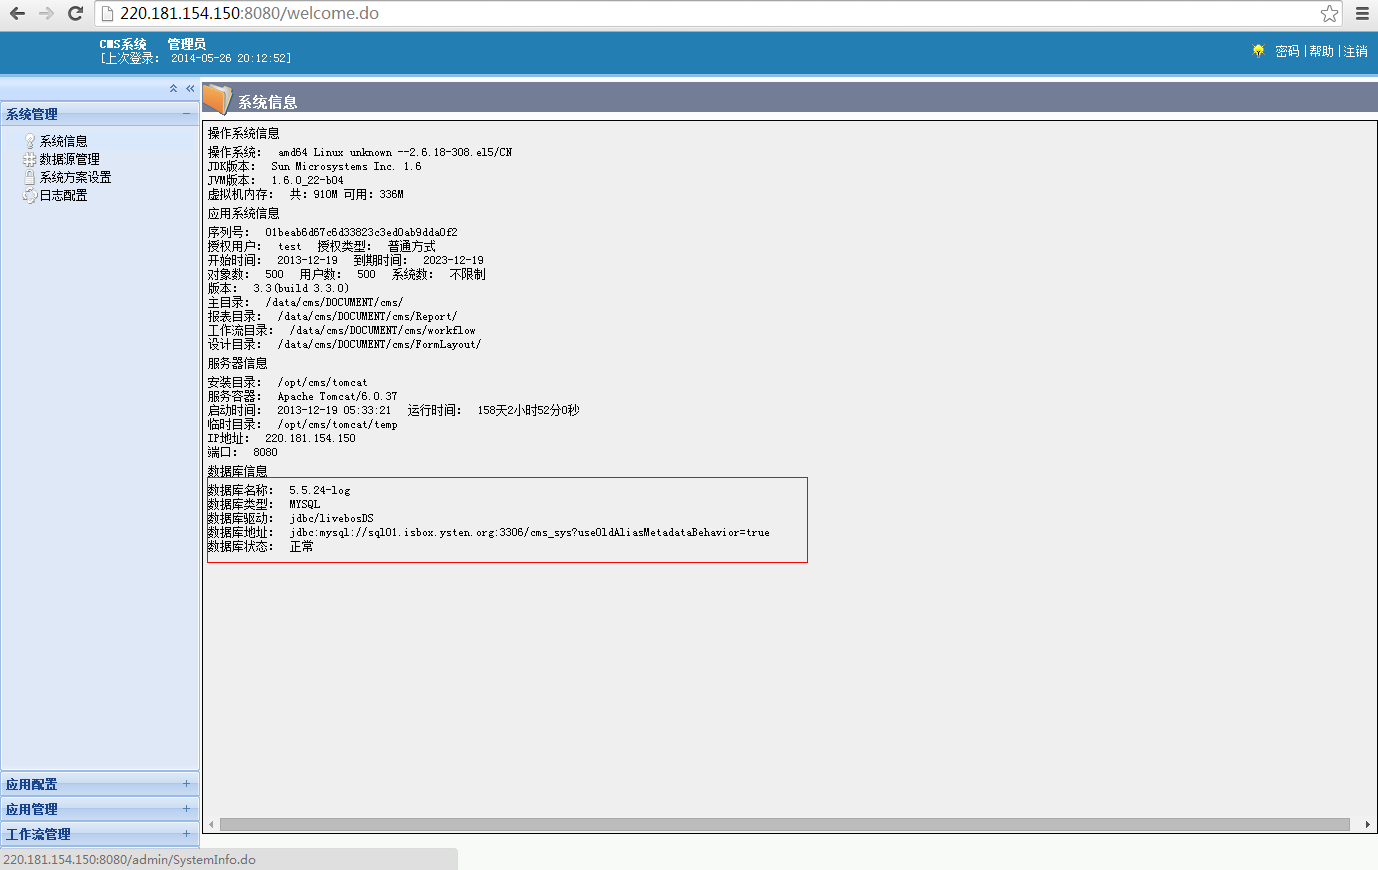 220.181.154.150:8080/welcome.do
CMS系统 管理员
[上次登录： 2014-05-26 20:12:52]
密码 | 帮助 | 注销
系统管理
系统信息
数据源管理
系统方案设置
日志配置
应用配置
应用管理
工作流管理
系统信息
操作系统信息
操作系统： amd64 Linux unknown --2.6.18-308.el5/CN
JDK版本： Sun Microsystems Inc. 1.6
JVM版本： 1.6.0_22-b04
虚拟机内存： 共：910M 可用：336M
应用系统信息
序列号： 01beab6d67c6d33823c3ed0ab9dda0f2
授权用户： test 授权类型： 普通方式
开始时间： 2013-12-19 到期时间： 2023-12-19
对象数： 500 用户数： 500 系统数： 不限制
版本： 3.3(build 3.3.0)
主目录： /data/cms/DOCUMENT/cms/
报表目录： /data/cms/DOCUMENT/cms/Report/
工作流目录： /data/cms/DOCUMENT/cms/workflow
设计目录： /data/cms/DOCUMENT/cms/FormLayout/
服务器信息
安装目录： /opt/cms/tomcat
服务容器： Apache Tomcat/6.0.37
启动时间： 2013-12-19 05:33:21 运行时间： 158天2小时52分0秒
临时目录： /opt/cms/tomcat/temp
IP地址： 220.181.154.150
端口： 8080
数据库信息
数据库名称： 5.5.24-log
数据库类型： MYSQL
数据库驱动： jdbc/livebosDS
数据库地址： jdbc:mysql://sql01.isbox.ysten.org:3306/cms_sys?useOldAliasMetadataBehavior=true
数据库状态： 正常
220.181.154.150:8080/admin/SystemInfo.do